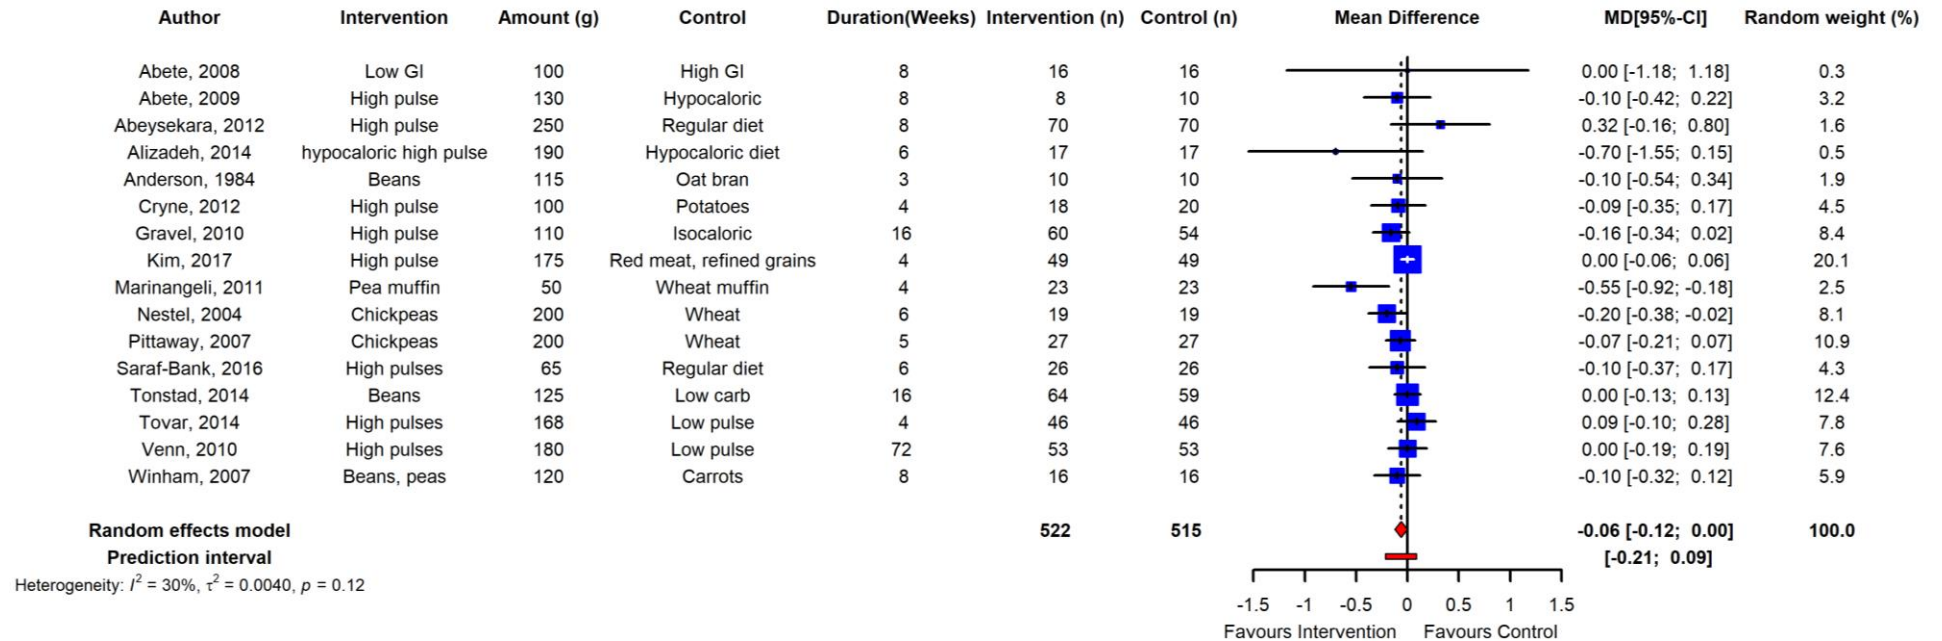 Author Intervention Amount (g) Control Duration(Weeks) Intervention (n) Control (n) Mean Difference MD[95%-CI] Random weight (%)
Abete, 2008 Low GI 100 High GI 8 16 16 0.00 [-1.18; 1.18] 0.3
Abete, 2009 High pulse 130 Hypocaloric 8 8 10 -0.10 [-0.42; 0.22] 3.2
Abeysekara, 2012 High pulse 250 Regular diet 8 70 70 0.32 [-0.16; 0.80] 1.6
Alizadeh, 2014 hypocaloric high pulse 190 Hypocaloric diet 6 17 17 -0.70 [-1.55; 0.15] 0.5
Anderson, 1984 Beans 115 Oat bran 3 10 10 -0.10 [-0.54; 0.34] 1.9
Cryne, 2012 High pulse 100 Potatoes 4 18 20 -0.09 [-0.35; 0.17] 4.5
Gravel, 2010 High pulse 110 Isocaloric 16 60 54 -0.16 [-0.34; 0.02] 8.4
Kim, 2017 High pulse 175 Red meat, refined grains 4 49 49 0.00 [-0.06; 0.06] 20.1
Marinangeli, 2011 Pea muffin 50 Wheat muffin 4 23 23 -0.55 [-0.92; -0.18] 2.5
Nestel, 2004 Chickpeas 200 Wheat 6 19 19 -0.20 [-0.38; -0.02] 8.1
Pittaway, 2007 Chickpeas 200 Wheat 5 27 27 -0.07 [-0.21; 0.07] 10.9
Saraf-Bank, 2016 High pulses 65 Regular diet 6 26 26 -0.10 [-0.37; 0.17] 4.3
Tonstad, 2014 Beans 125 Low carb 16 64 59 0.00 [-0.13; 0.13] 12.4
Tovar, 2014 High pulses 168 Low pulse 4 46 46 0.09 [-0.10; 0.28] 7.8
Venn, 2010 High pulses 180 Low pulse 72 53 53 0.00 [-0.19; 0.19] 7.6
Winham, 2007 Beans, peas 120 Carrots 8 16 16 -0.10 [-0.32; 0.12] 5.9
Random effects model 522 515 -0.06 [-0.12; 0.00] 100.0
Prediction interval [-0.21; 0.09]
Heterogeneity: I² = 30%, τ² = 0.0040, p = 0.12
-1.5 -1 -0.5 0 0.5 1 1.5
Favours Intervention Favours Control